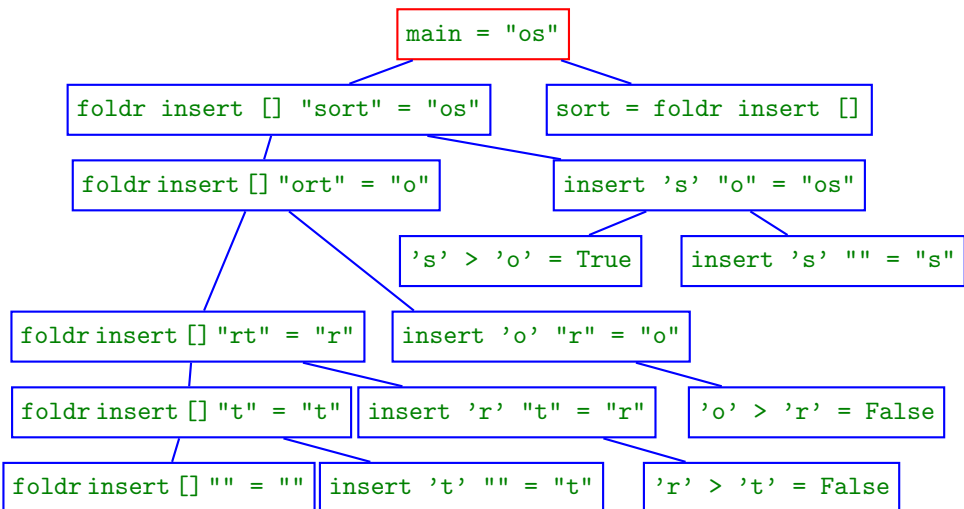 main = "os"
foldr insert [] "sort" = "os"
sort = foldr insert []
foldr insert [] "ort" = "o"
insert 's' "o" = "os"
's' > 'o' = True
insert 's' "" = "s"
foldr insert [] "rt" = "r"
insert 'o' "r" = "o"
foldr insert [] "t" = "t"
insert 'r' "t" = "r"
'o' > 'r' = False
foldr insert [] "" = ""
insert 't' "" = "t"
'r' > 't' = False